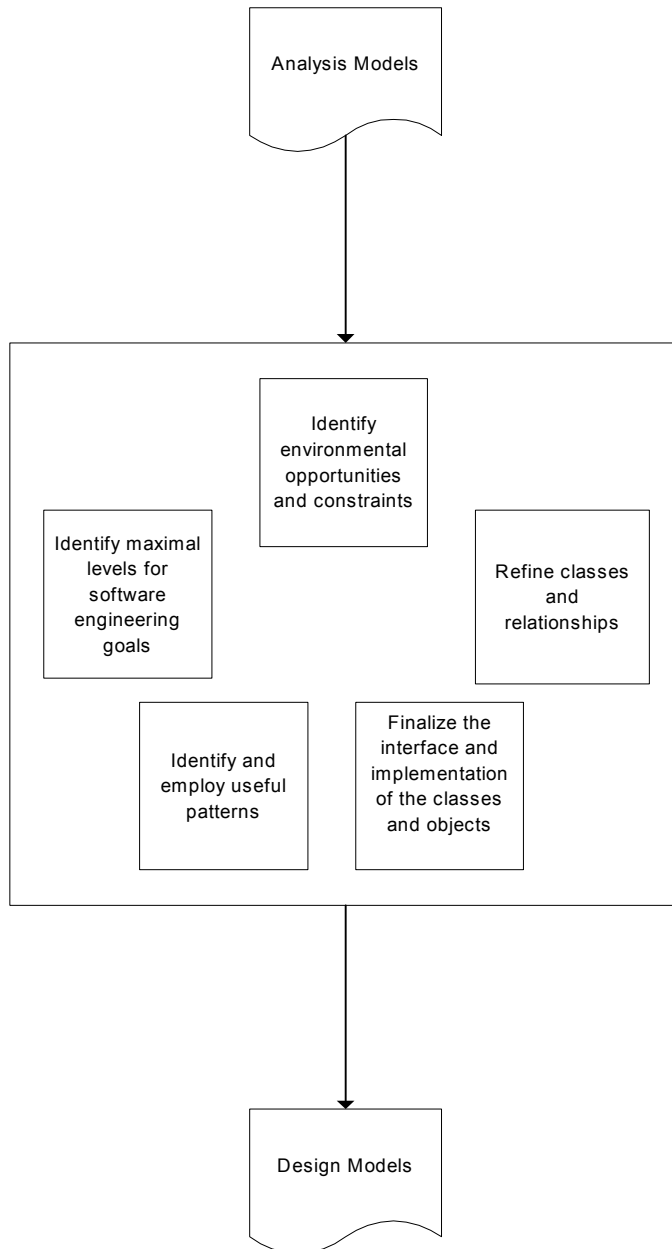 Analysis Models
Identify
environmental
opportunities
and constraints
Identify maximal
levels for
software
engineering
goals
Refine classes
and
relationships
Identify and
employ useful
patterns
Finalize the
interface and
implementation
of the classes
and objects
Design Models